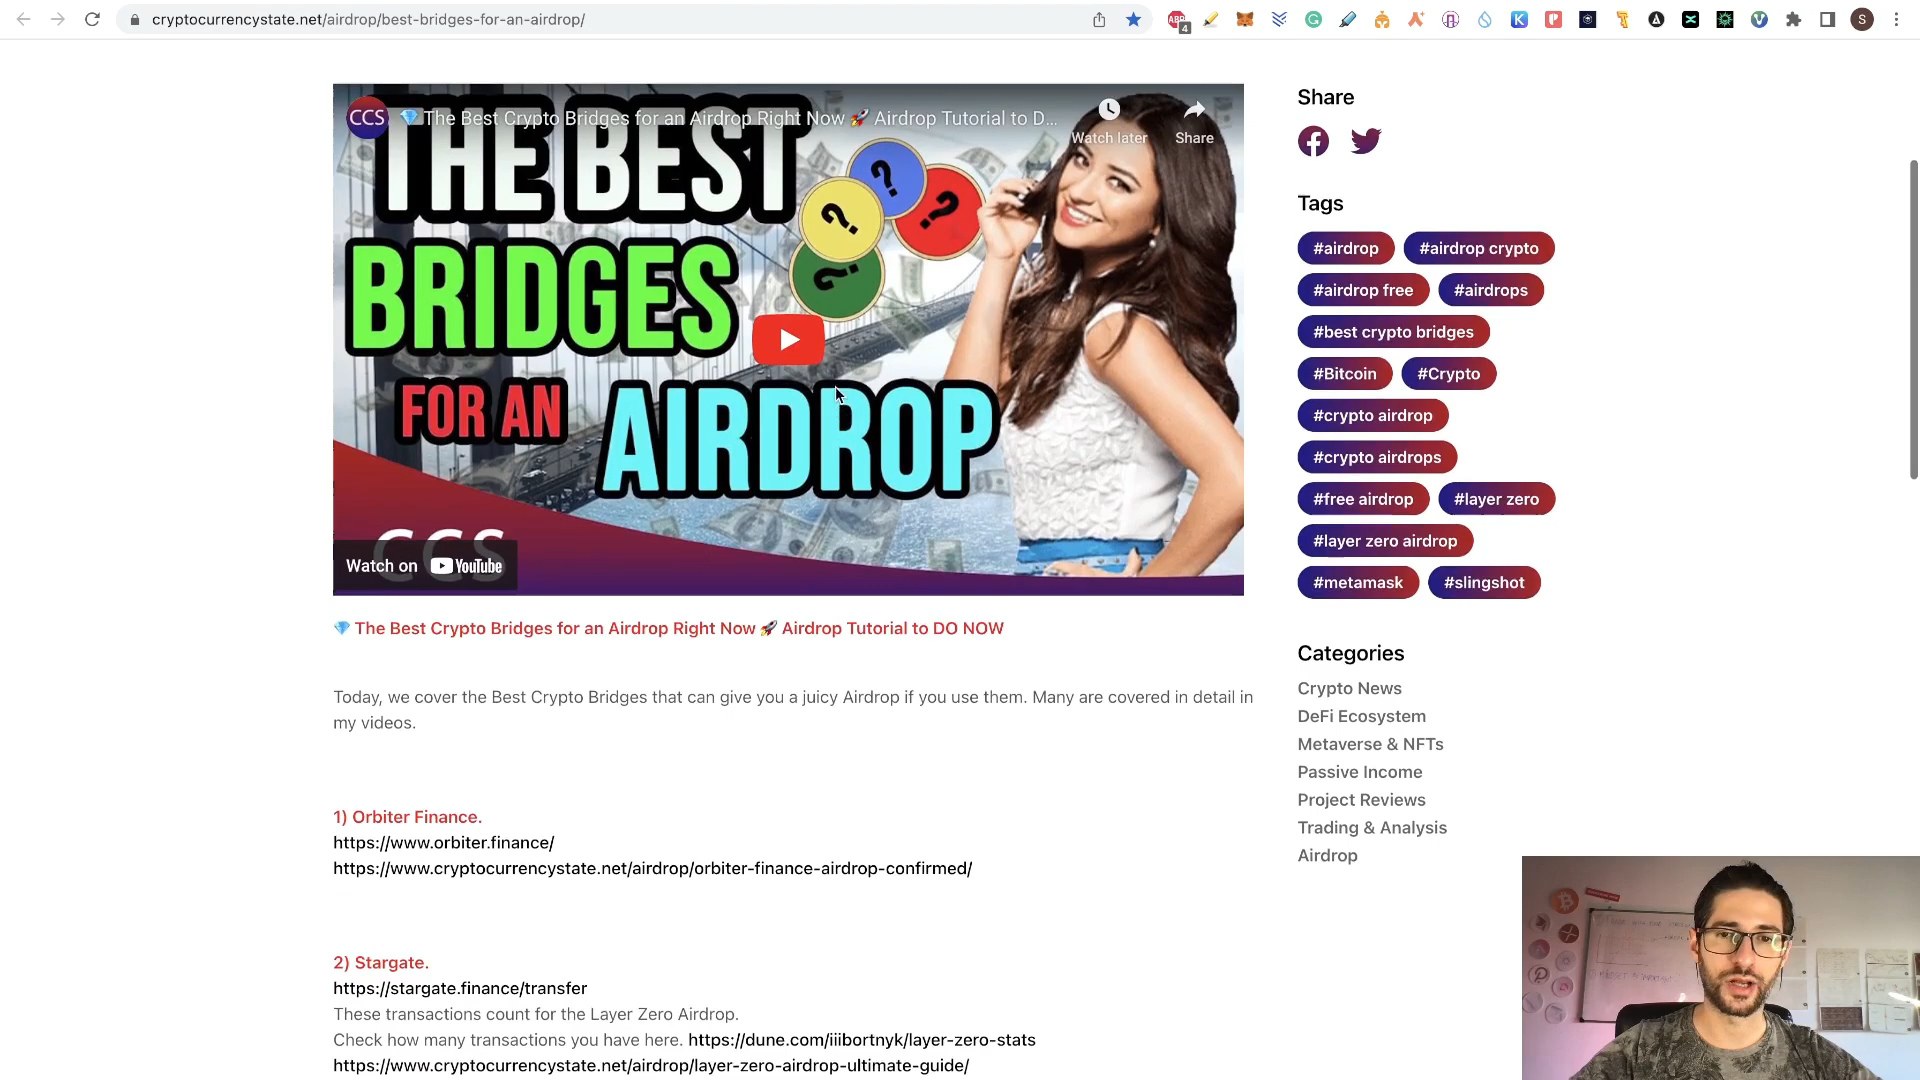 cryptocurrencystate.net/airdrop/best-bridges-for-an-airdrop/
ABP
4
S
CCS
💎 The Best Crypto Bridges for an Airdrop Right Now 🚀 Airdrop Tutorial to D...
Watch later
Share
THE BEST
BRIDGES
FOR AN
AIRDROP
? ? ? ?
CCS
Watch on YouTube
💎 The Best Crypto Bridges for an Airdrop Right Now 🚀 Airdrop Tutorial to DO NOW
Today, we cover the Best Crypto Bridges that can give you a juicy Airdrop if you use them. Many are covered in detail in
my videos.
1) Orbiter Finance.
https://www.orbiter.finance/
https://www.cryptocurrencystate.net/airdrop/orbiter-finance-airdrop-confirmed/
2) Stargate.
https://stargate.finance/transfer
These transactions count for the Layer Zero Airdrop.
Check how many transactions you have here. https://dune.com/iiibortnyk/layer-zero-stats
https://www.cryptocurrencystate.net/airdrop/layer-zero-airdrop-ultimate-guide/
Share
Tags
#airdrop #airdrop crypto
#airdrop free #airdrops
#best crypto bridges
#Bitcoin #Crypto
#crypto airdrop
#crypto airdrops
#free airdrop #layer zero
#layer zero airdrop
#metamask #slingshot
Categories
Crypto News
DeFi Ecosystem
Metaverse & NFTs
Passive Income
Project Reviews
Trading & Analysis
Airdrop